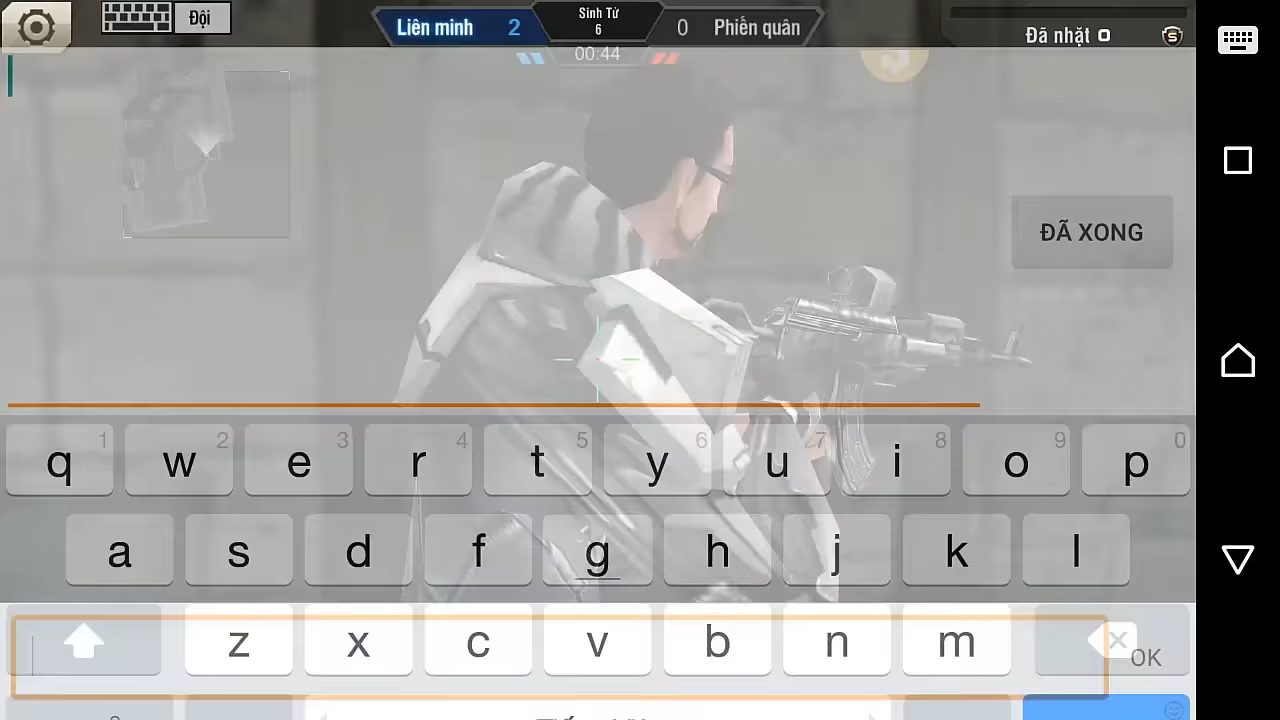 Đội
Liên minh 2
Sinh Tử
6
0 Phiến quân
00:44
Đã nhặt 0
S
ĐÃ XONG
1 2 3 4 5 6 7 8 9 0
q w e r t y u i o p
a s d f g h j k l
z x c v b n m
OK